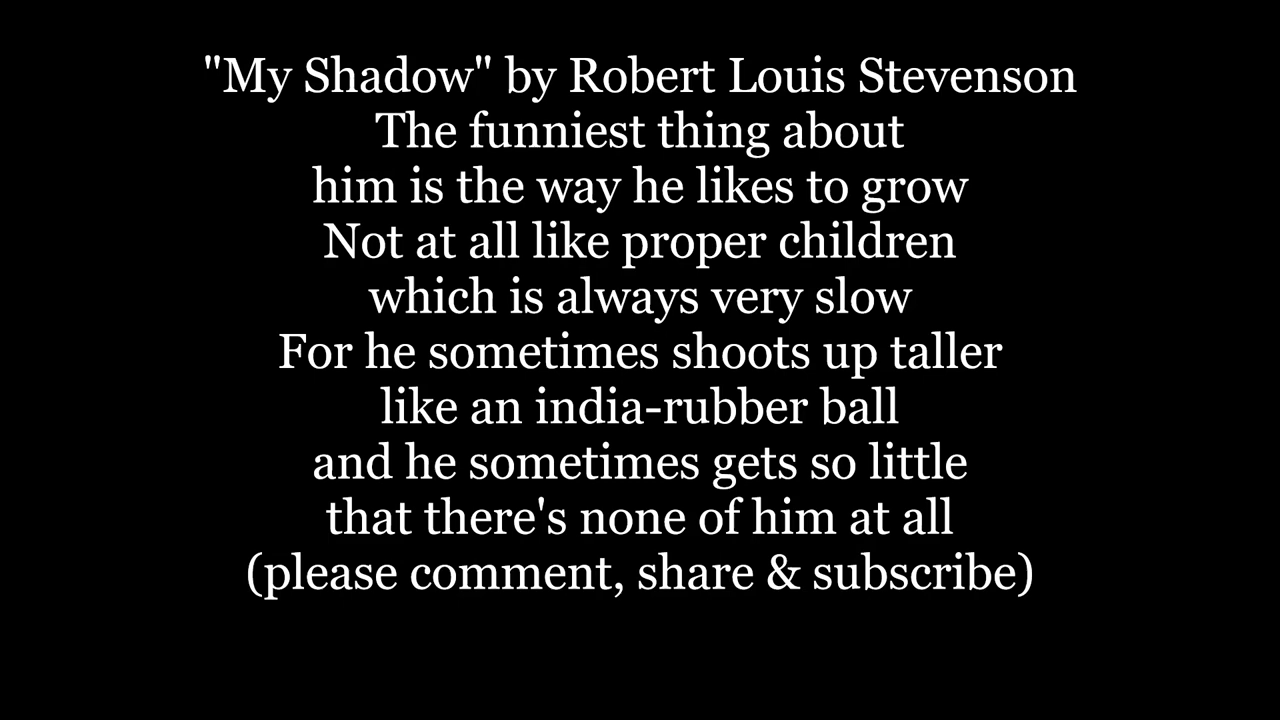 "My Shadow" by Robert Louis Stevenson
The funniest thing about
him is the way he likes to grow
Not at all like proper children
which is always very slow
For he sometimes shoots up taller
like an india-rubber ball
and he sometimes gets so little
that there's none of him at all
(please comment, share & subscribe)